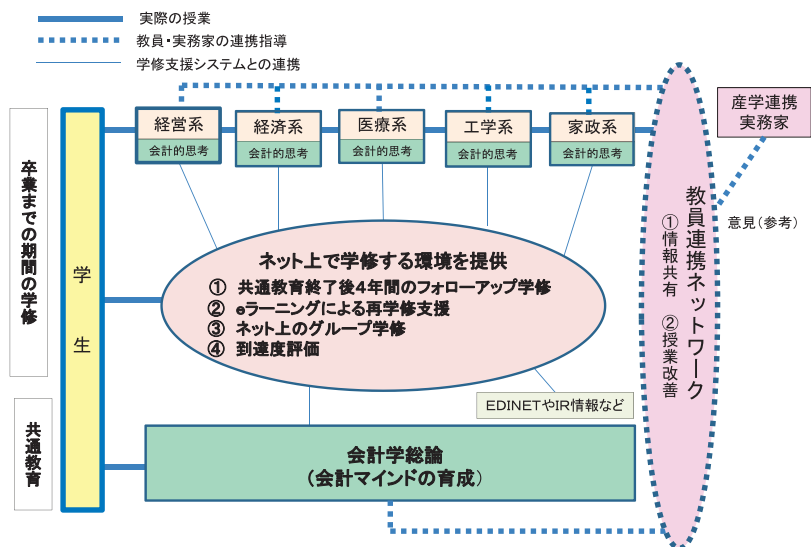 実際の授業
教員・実務家の連携指導
学修支援システムとの連携
卒業までの期間の学修
共通教育
学生
経営系
会計的思考
経済系
会計的思考
医療系
会計的思考
工学系
会計的思考
家政系
会計的思考
産学連携
実務家
意見(参考)
教員連携ネットワーク
①情報共有 ②授業改善
ネット上で学修する環境を提供
① 共通教育終了後4年間のフォローアップ学修
② eラーニングによる再学修支援
③ ネット上のグループ学修
④ 到達度評価
EDINETやIR情報など
会計学総論
(会計マインドの育成)